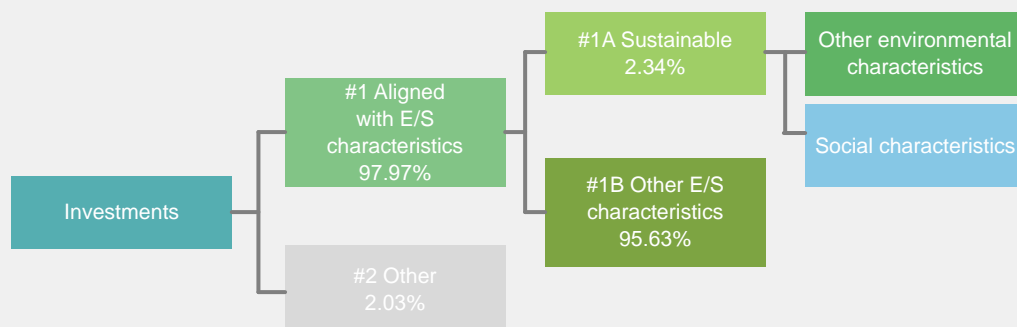 Investments
#1 Aligned
with E/S
characteristics
97.97%
#2 Other
2.03%
#1A Sustainable
2.34%
#1B Other E/S
characteristics
95.63%
Other environmental
characteristics
Social characteristics